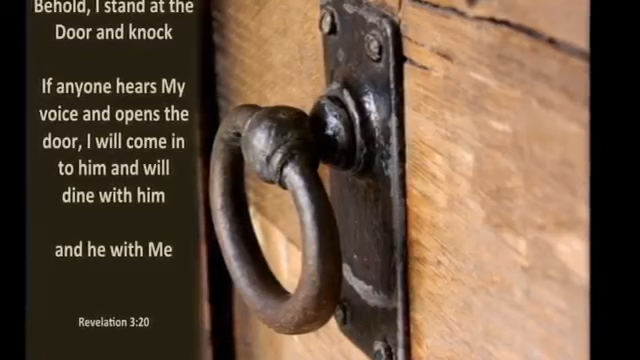 Behold, I stand at the
Door and knock
If anyone hears My
voice and opens the
door, I will come in
to him and will
dine with him
and he with Me
Revelation 3:20